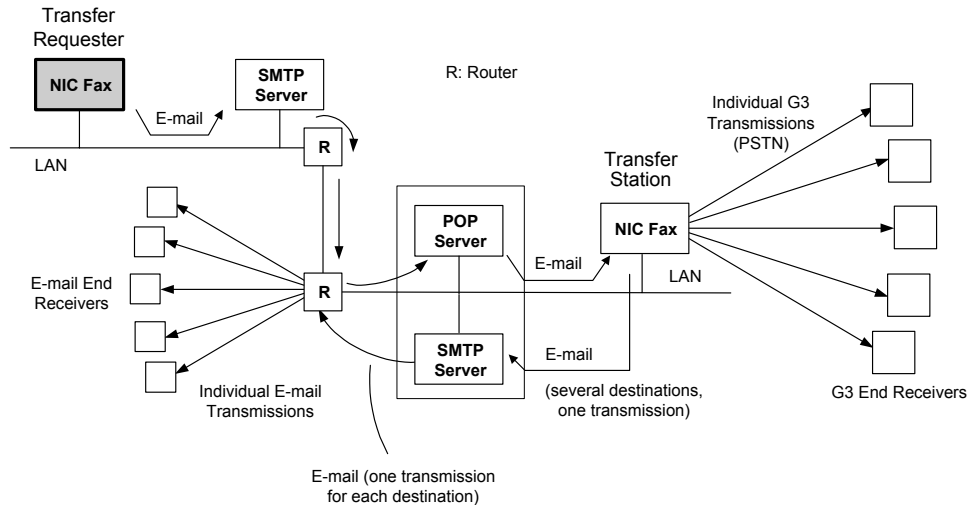 Transfer
Requester
NIC Fax
SMTP
Server
E-mail
R: Router
R
LAN
Individual G3
Transmissions
(PSTN)
Transfer
Station
NIC Fax
POP
Server
E-mail
LAN
E-mail End
Receivers
R
SMTP
Server
E-mail
(several destinations,
one transmission)
G3 End Receivers
Individual E-mail
Transmissions
E-mail (one transmission
for each destination)